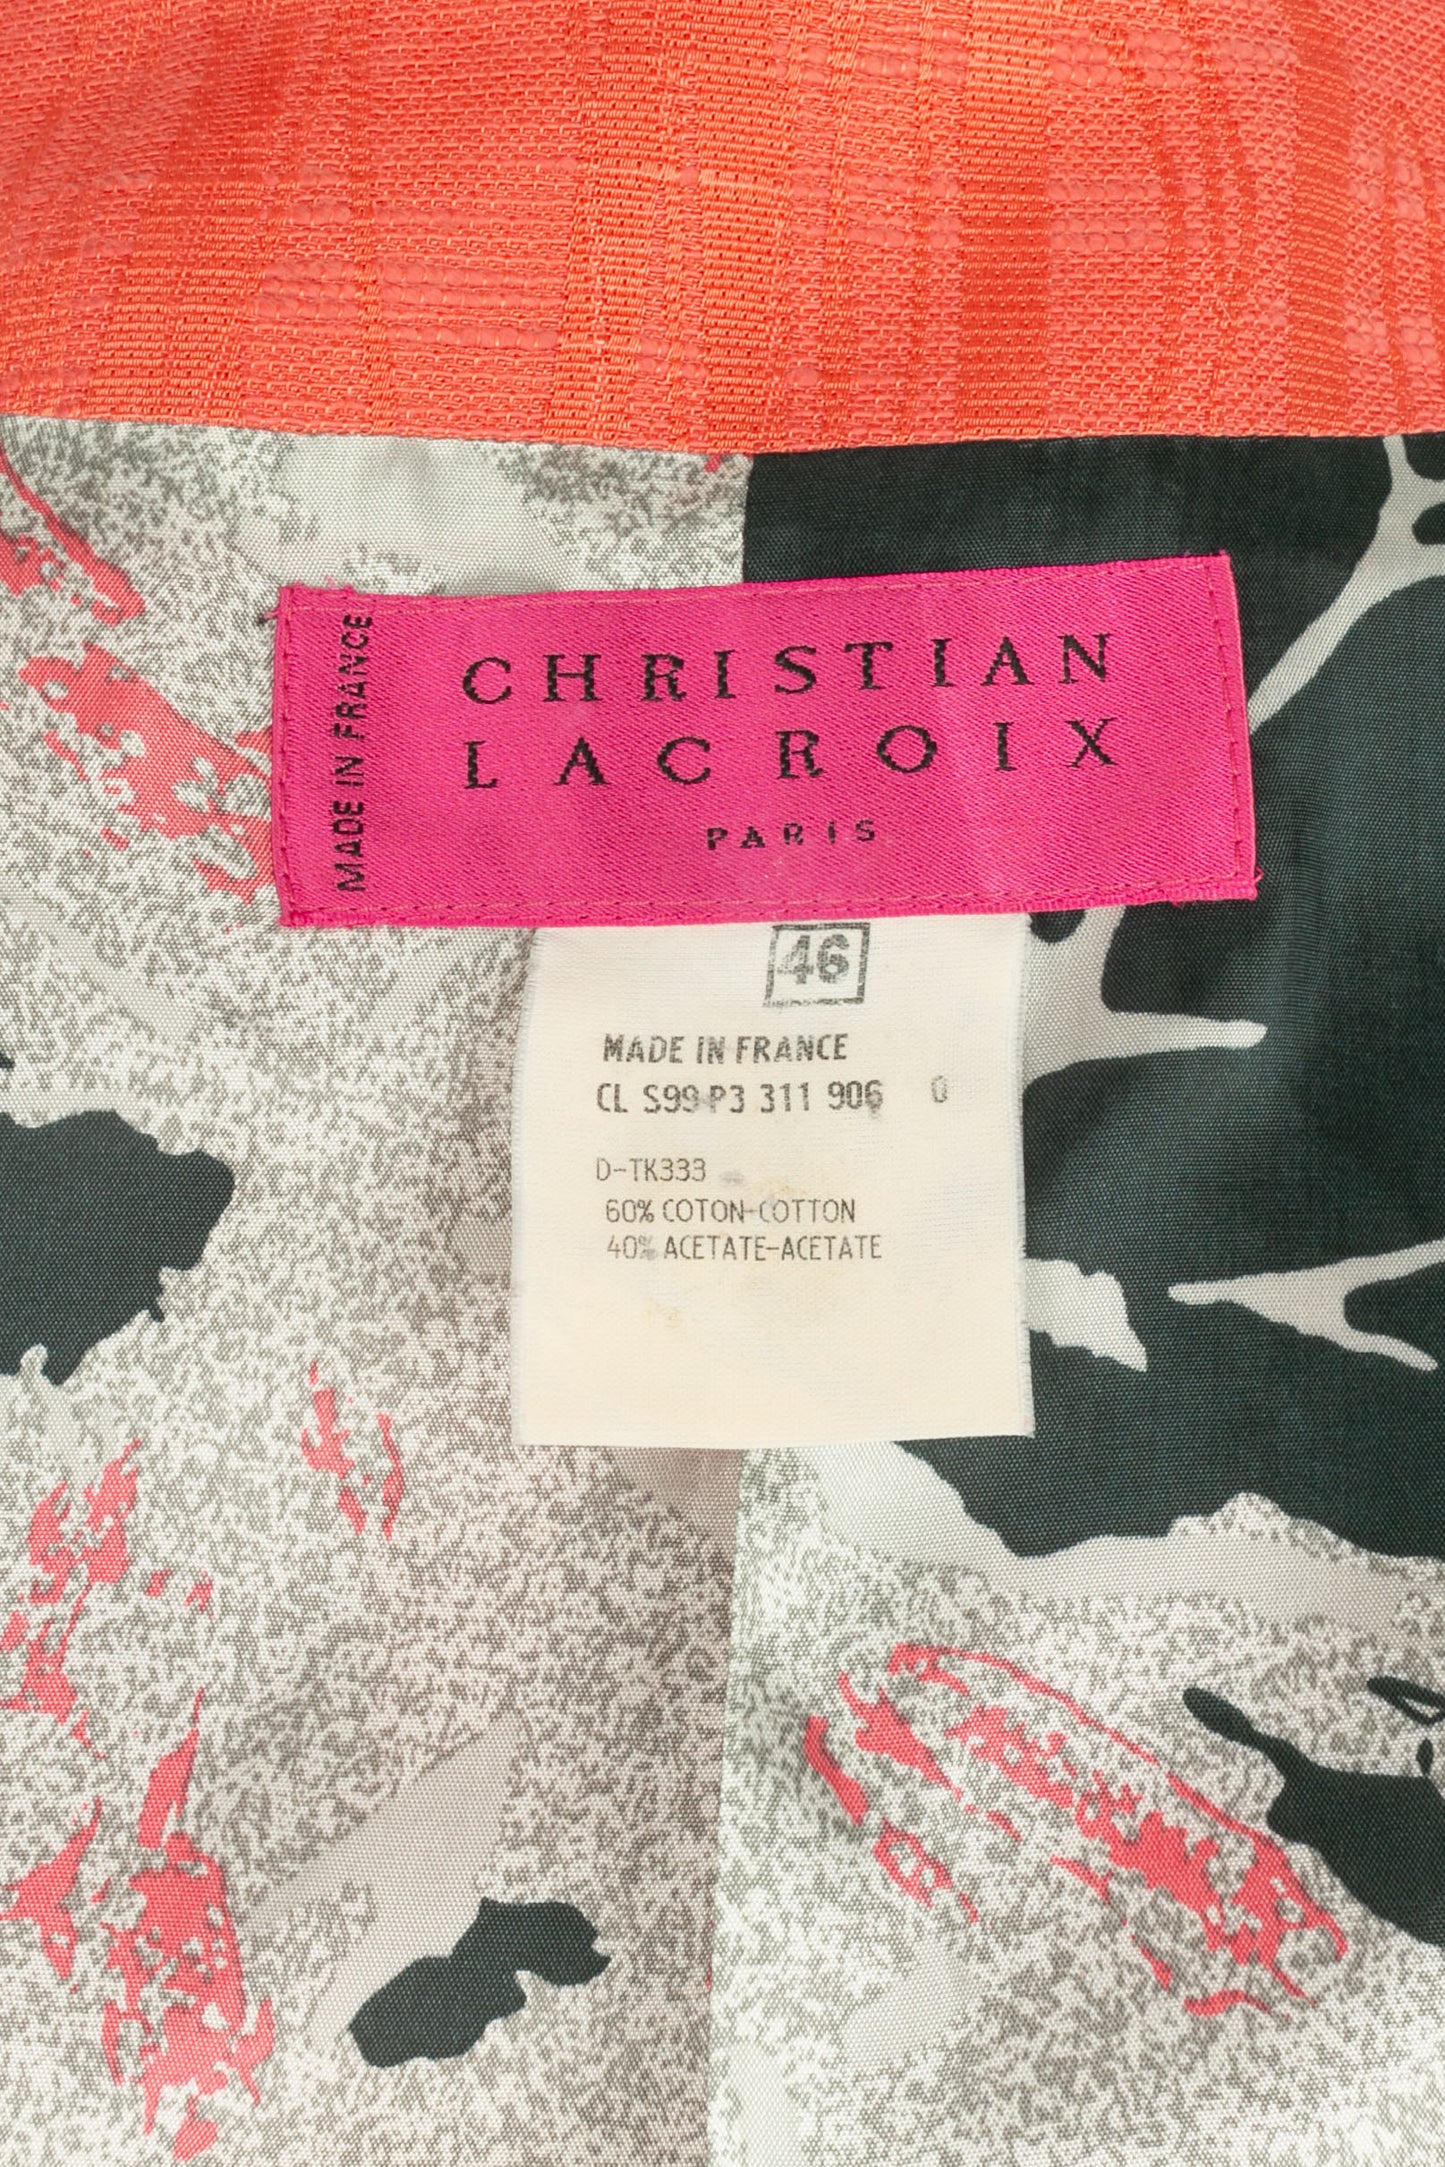 MADE IN FRANCE
CHRISTIAN
LACROIX
PARIS
46
MADE IN FRANCE
CL S99 P3 311 906 0
D-TK333
60% COTON-COTTON
40% ACETATE-ACETATE